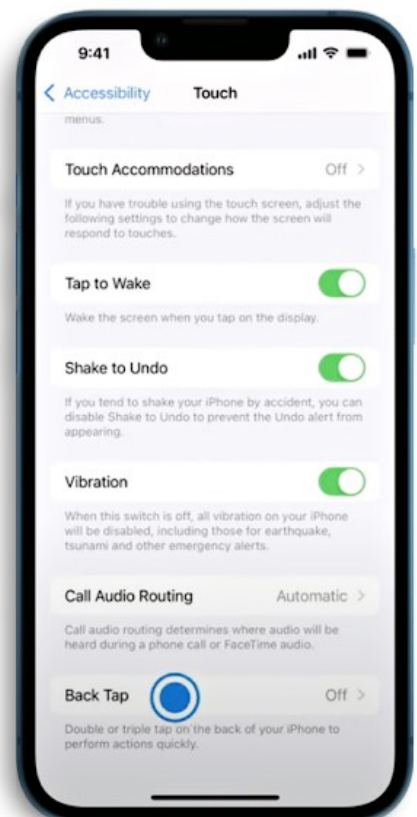 9:41
Accessibility
Touch
menus.
Touch Accommodations
Off
If you have trouble using the touch screen, adjust the
following settings to change how the screen will
respond to touches.
Tap to Wake
Wake the screen when you tap on the display.
Shake to Undo
If you tend to shake your iPhone by accident, you can
disable Shake to Undo to prevent the Undo alert from
appearing.
Vibration
When this switch is off, all vibration on your iPhone
will be disabled, including those for earthquake,
tsunami and other emergency alerts.
Call Audio Routing
Automatic
Call audio routing determines where audio will be
heard during a phone call or FaceTime audio.
Back Tap
Off
Double or triple tap on the back of your iPhone to
perform actions quickly.